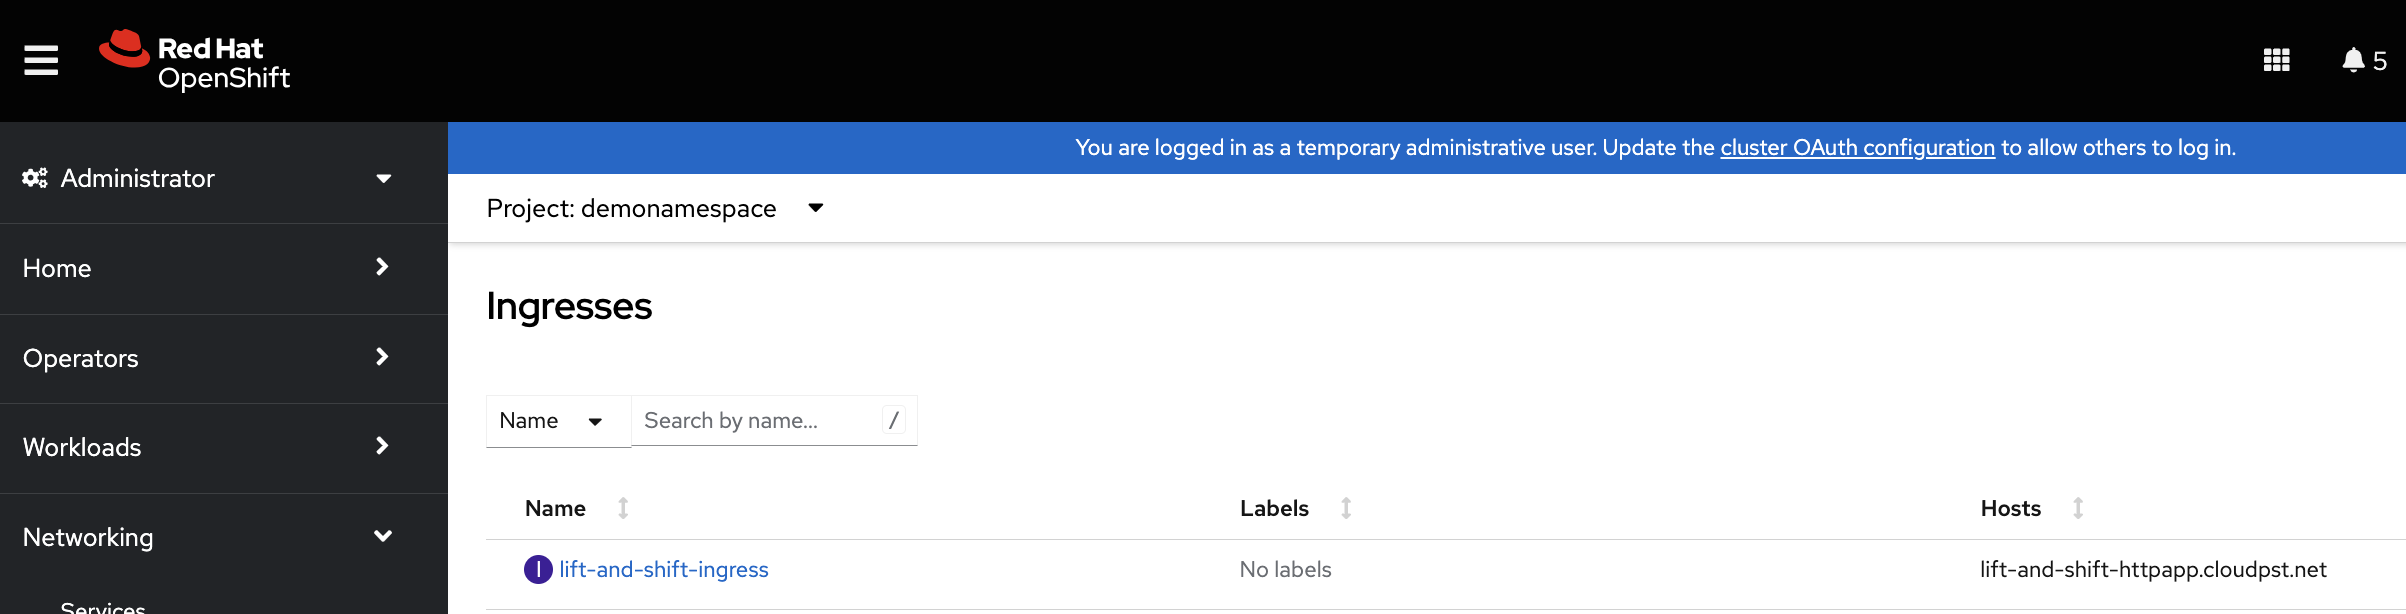 Red Hat
OpenShift
5
You are logged in as a temporary administrative user. Update the cluster OAuth configuration to allow others to log in.
Administrator
Home
Operators
Workloads
Networking
Services
Project: demonamespace
Ingresses
Name
Search by name...
/
Name
Labels
Hosts
I lift-and-shift-ingress
No labels
lift-and-shift-httpapp.cloudpst.net